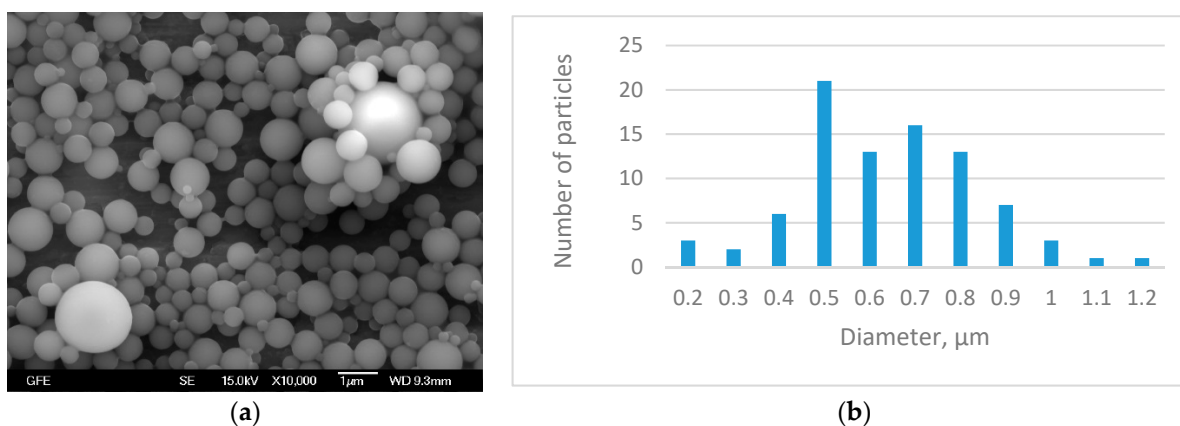 GFE SE 15.0kV X10,000 1µm WD 9.3mm
(a)
25
20
15
10
5
0
Number of particles
0.2 0.3 0.4 0.5 0.6 0.7 0.8 0.9 1 1.1 1.2
Diameter, µm
(b)